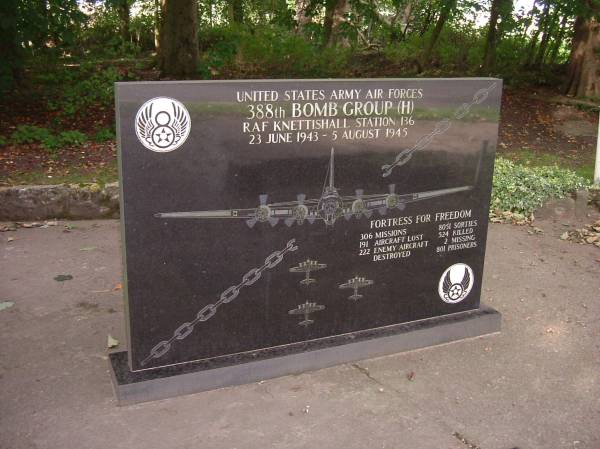 UNITED STATES ARMY AIR FORCES
388th BOMB GROUP (H)
RAF KNETTISHALL STATION 136
23 JUNE 1943 - 5 AUGUST 1945
FORTRESS FOR FREEDOM
306 MISSIONS
191 AIRCRAFT LOST
222 ENEMY AIRCRAFT
DESTROYED
8051 SORTIES
524 KILLED
2 MISSING
801 PRISONERS
8